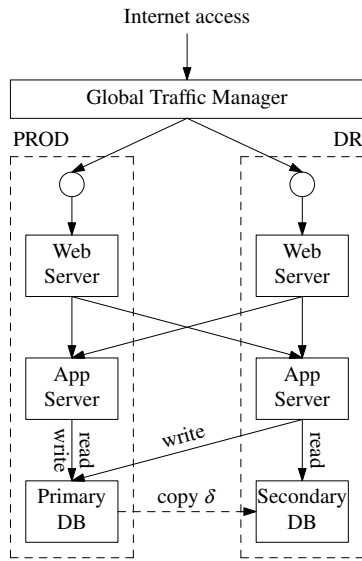 Internet access
Global Traffic Manager
PROD
DR
Web
Server
Web
Server
App
Server
App
Server
write
read
write
read
Primary
DB
copy δ
Secondary
DB